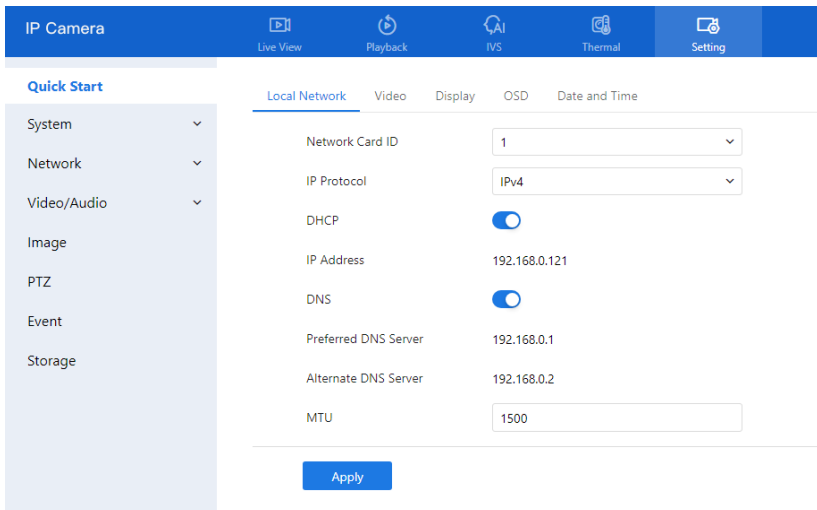 IP Camera
Live View
Playback
AI
IVS
Thermal
Setting
Quick Start
System
Network
Video/Audio
Image
PTZ
Event
Storage
Local Network Video Display OSD Date and Time
Network Card ID 1
IP Protocol IPv4
DHCP
IP Address 192.168.0.121
DNS
Preferred DNS Server 192.168.0.1
Alternate DNS Server 192.168.0.2
MTU 1500
Apply